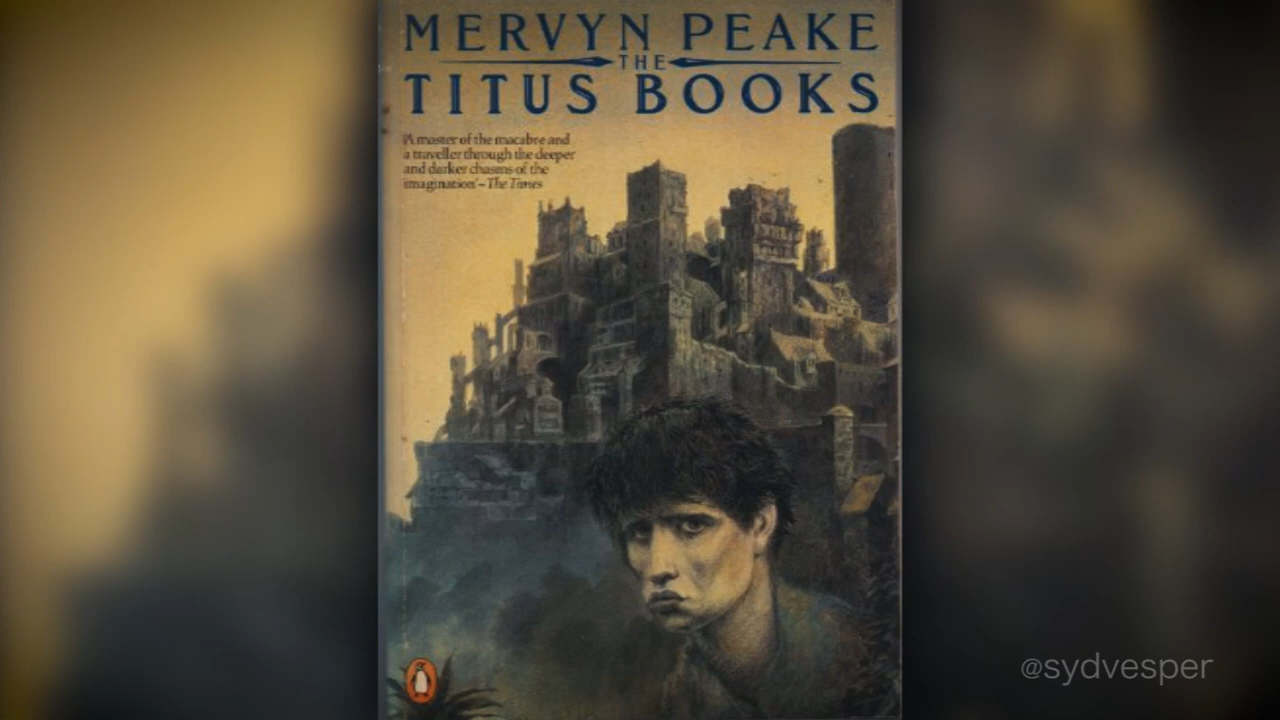 MERVYN PEAKE
THE
TITUS BOOKS
'A master of the macabre and
a traveller through the deeper
and darker chasms of the
imagination' – The Times
@sydvesper